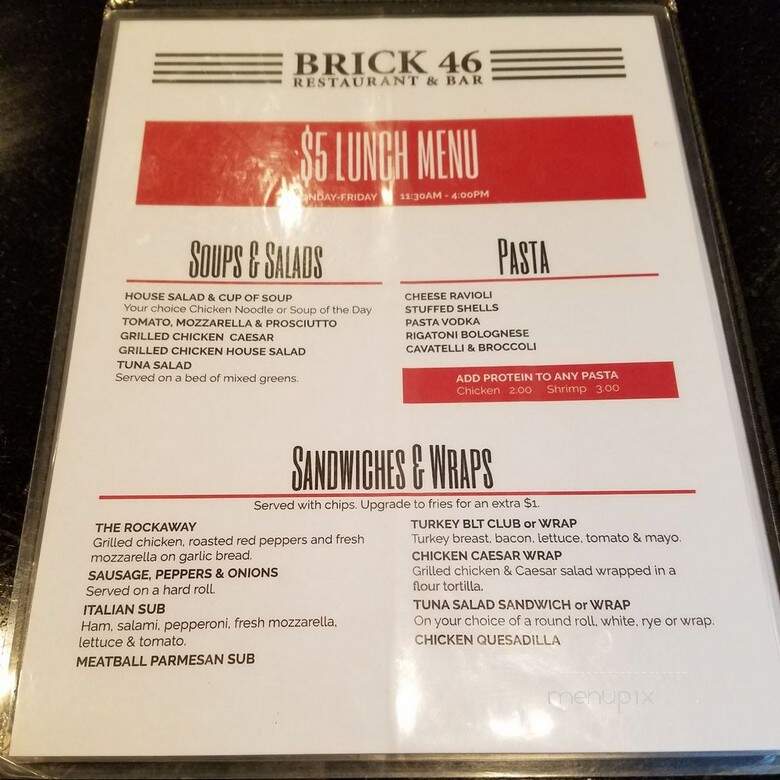 BRICK 46
RESTAURANT & BAR
$5 LUNCH MENU
11:30AM - 4:00PM
SOUPS & SALADS
HOUSE SALAD & CUP OF SOUP
Your choice Chicken Noodle or Soup of the Day
TOMATO, MOZZARELLA & PROSCIUTTO
GRILLED CHICKEN CAESAR
GRILLED CHICKEN HOUSE SALAD
TUNA SALAD
Served on a bed of mixed greens.
PASTA
CHEESE RAVIOLI
STUFFED SHELLS
PASTA VODKA
RIGATONI BOLOGNESE
CAVATELLI & BROCCOLI
ADD PROTEIN TO ANY PASTA
Chicken 2.00 Shrimp 3.00
SANDWICHES & WRAPS
Served with chips. Upgrade to fries for an extra $1.
THE ROCKAWAY
Grilled chicken, roasted red peppers and fresh
mozzarella on garlic bread.
SAUSAGE, PEPPERS & ONIONS
Served on a hard roll.
ITALIAN SUB
Ham, salami, pepperoni, fresh mozzarella,
lettuce & tomato.
MEATBALL PARMESAN SUB
TURKEY BLT CLUB or WRAP
Turkey breast, bacon, lettuce, tomato & mayo.
CHICKEN CAESAR WRAP
Grilled chicken & Caesar salad wrapped in a
flour tortilla.
TUNA SALAD SANDWICH or WRAP
On your choice of a round roll, white, rye or wrap.
CHICKEN QUESADILLA
menupix